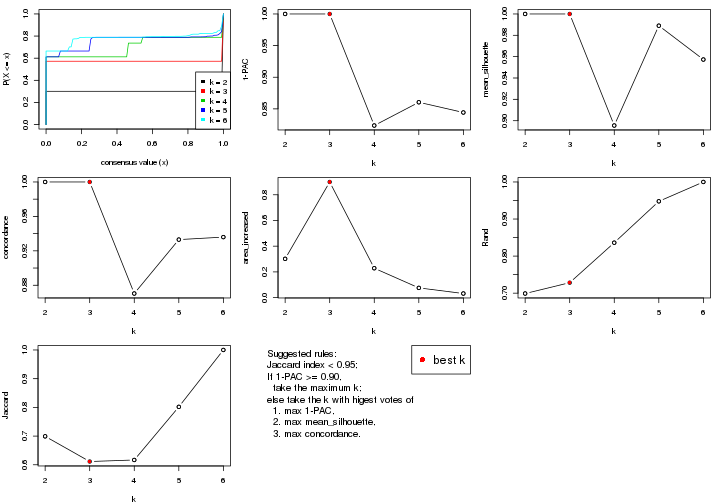 P(X <= x)
0.0 0.2 0.4 0.6 0.8 1.0
k = 2
k = 3
k = 4
k = 5
k = 6
0.0 0.2 0.4 0.6 0.8 1.0
consensus value (x)
1-PAC
0.85 0.90 0.95 1.00
2 3 4 5 6
k
mean_silhouette
0.90 0.92 0.94 0.96 0.98 1.00
2 3 4 5 6
k
concordance
0.88 0.92 0.96 1.00
2 3 4 5 6
k
area_increased
0.0 0.2 0.4 0.6 0.8
2 3 4 5 6
k
Rand
0.70 0.80 0.90 1.00
2 3 4 5 6
k
Jaccard
0.6 0.7 0.8 0.9 1.0
2 3 4 5 6
k
Suggested rules:
Jaccard index < 0.95;
If 1-PAC >= 0.90,
take the maximum k;
else take the k with higest votes of
1. max 1-PAC,
2. max mean_silhouette,
3. max concordance.
best k